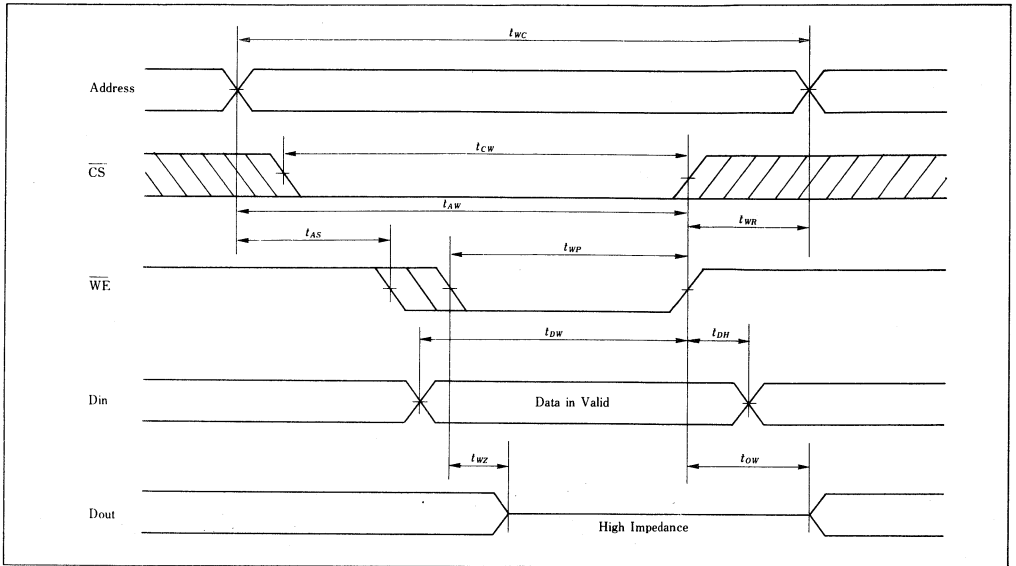 tWC
Address
tCW
CS
tAW
tWR
tAS
tWP
WE
tDW
tDH
Din
Data in Valid
tWZ
tOW
Dout
High Impedance